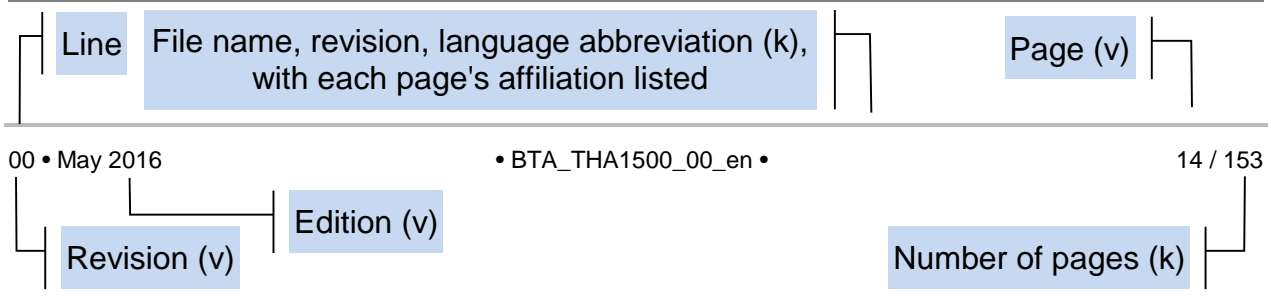 Line
File name, revision, language abbreviation (k),
with each page's affiliation listed
Page (v)
00 • May 2016
• BTA_THA1500_00_en •
14 / 153
Edition (v)
Revision (v)
Number of pages (k)